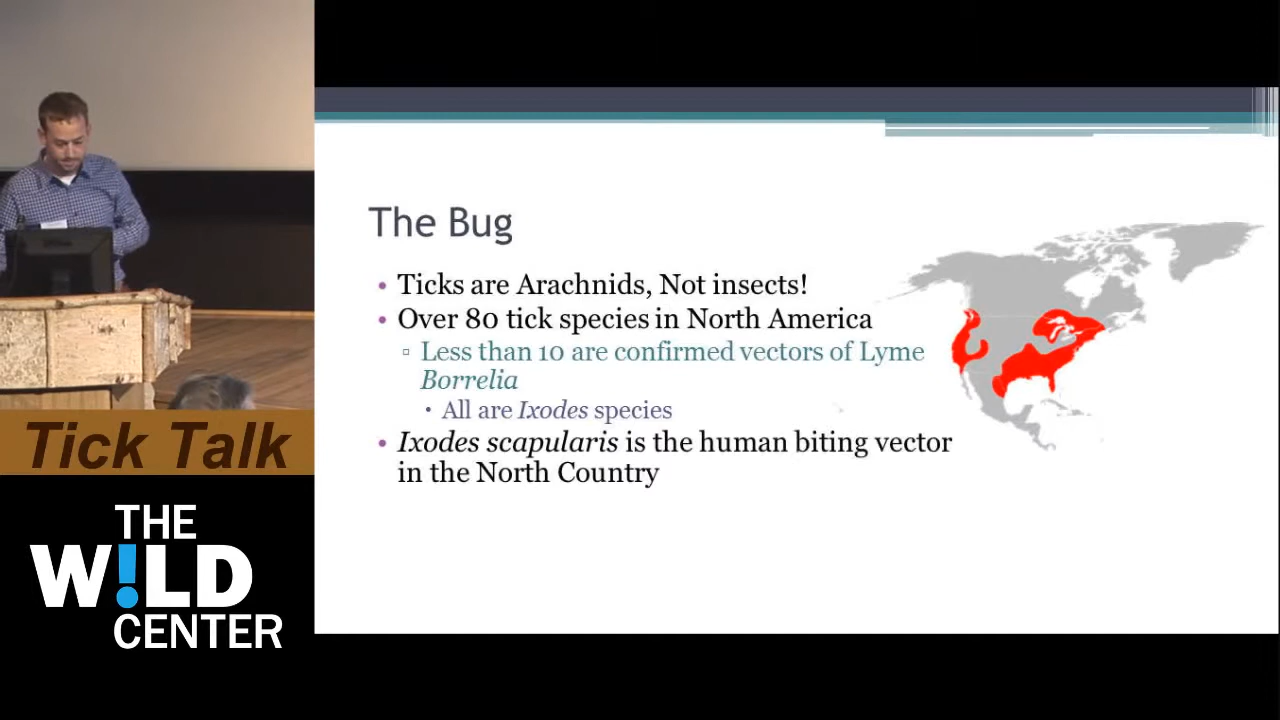 The Bug
• Ticks are Arachnids, Not insects!
• Over 80 tick species in North America
▫ Less than 10 are confirmed vectors of Lyme
Borrelia
• All are Ixodes species
• Ixodes scapularis is the human biting vector
in the North Country
Tick Talk
THE
W!LD
CENTER